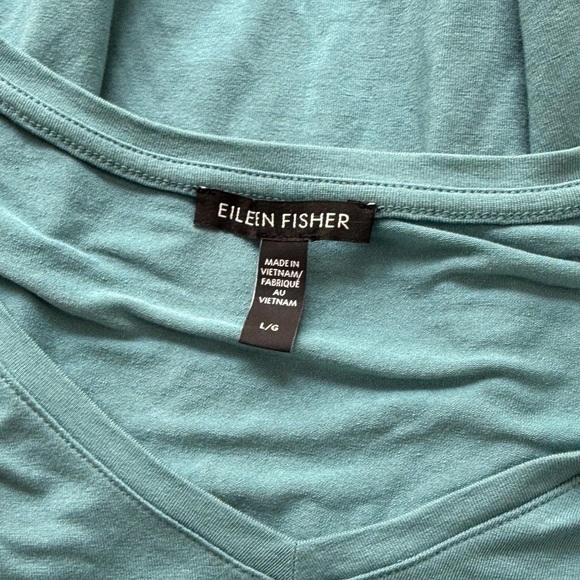 EILEEN FISHER
MADE IN
VIETNAM/
FABRIQUÉ
AU
VIETNAM
L/G